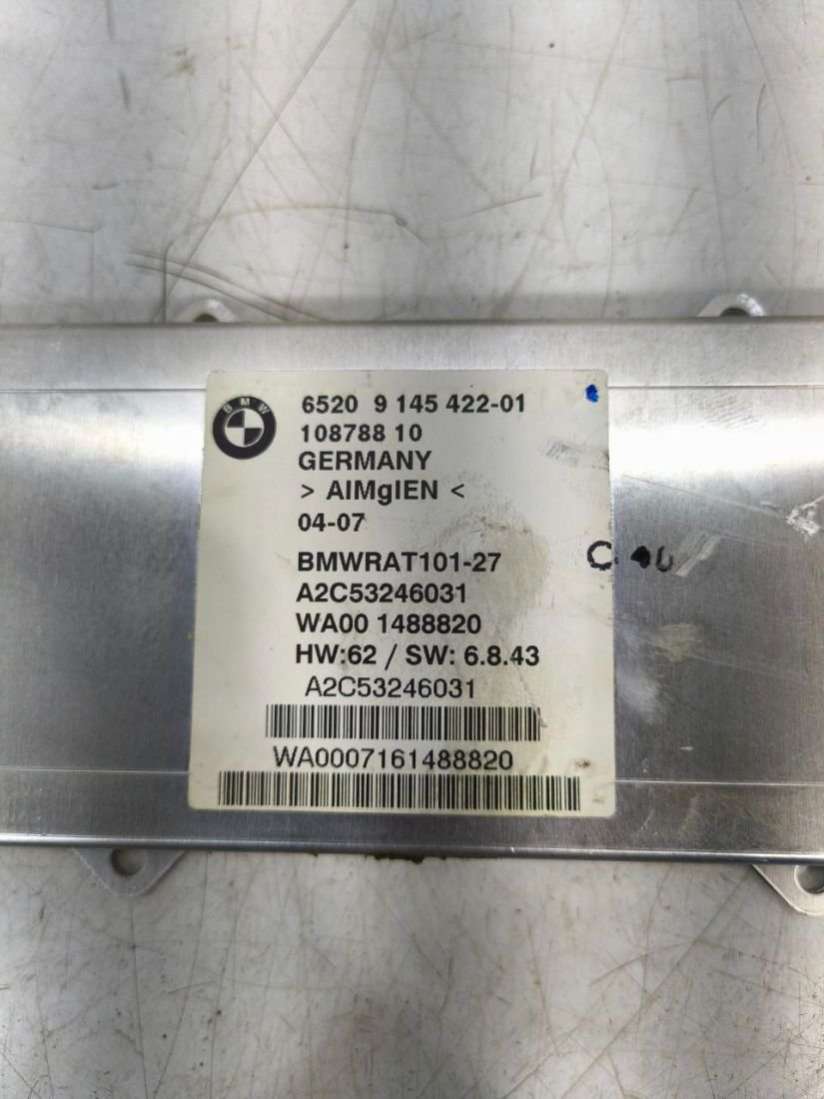 BMW
6520 9 145 422-01
108788 10
GERMANY
> AlMgIEN <
04-07
BMWRAT101-27
A2C53246031
WA00 1488820
HW:62 / SW: 6.8.43
A2C53246031
WA0007161488820